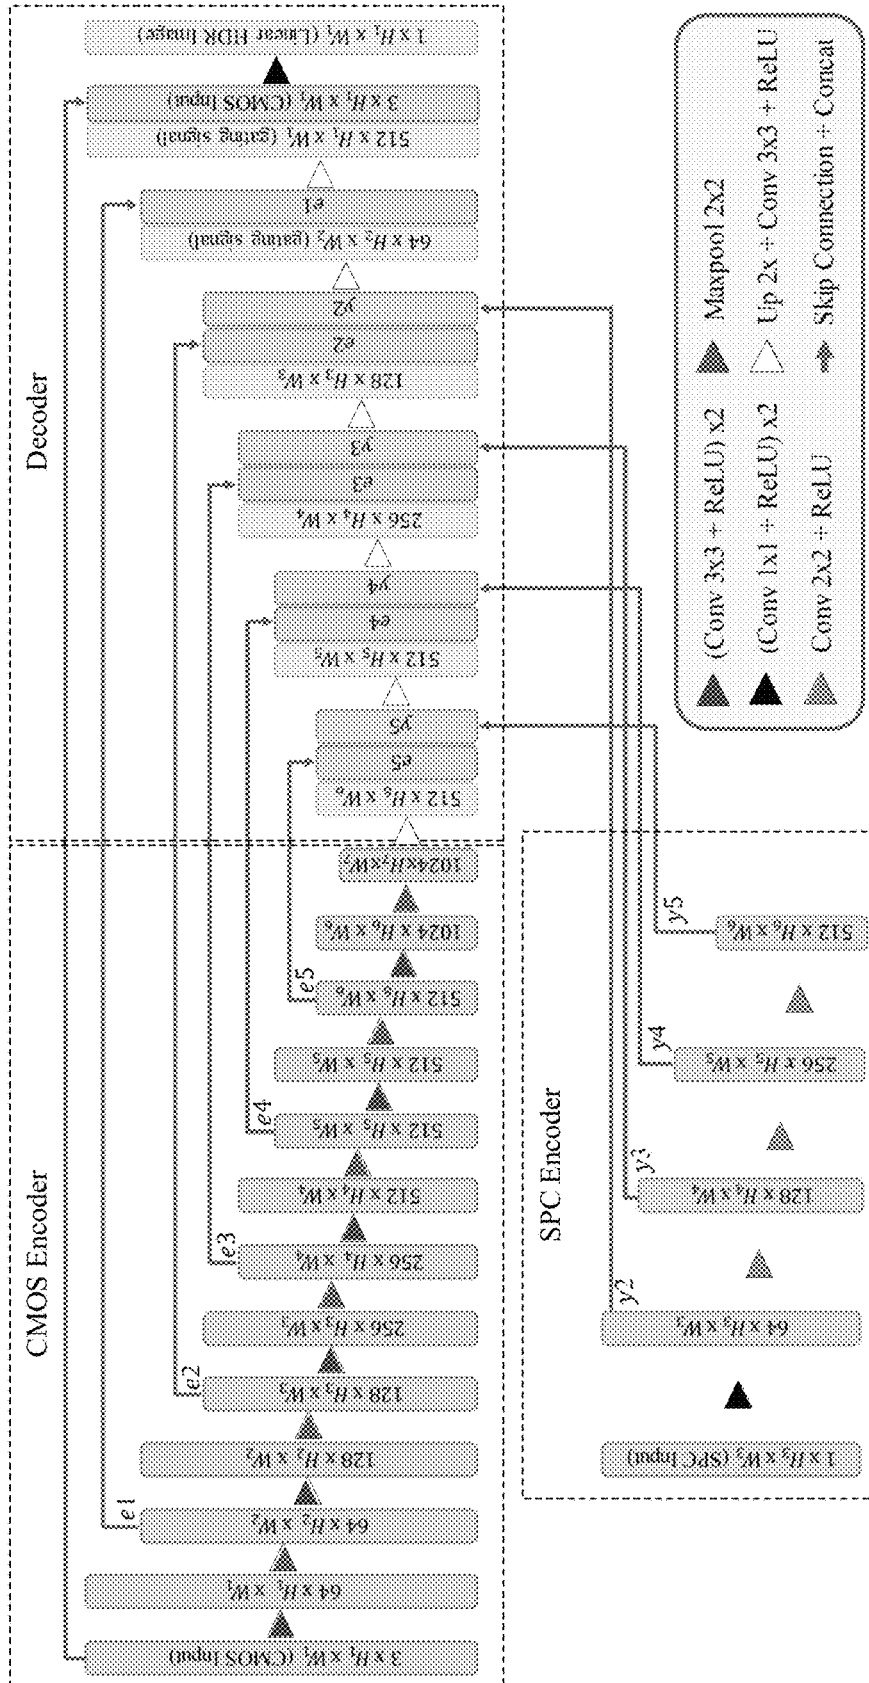 CMOS Encoder
3 x H₁ x W₁ (CMOS Input)
64 x H₁ x W₁
e1
64 x H₂ x W₂
128 x H₂ x W₂
e2
128 x H₃ x W₃
256 x H₃ x W₃
e3
256 x H₄ x W₄
512 x H₄ x W₄
e4
512 x H₅ x W₅
512 x H₅ x W₅
e5
512 x H₆ x W₆
1024 x H₆ x W₆
1024xH₇xW₇
Decoder
512 x H₆ x W₆
e5
y5
512 x H₅ x W₅
e4
y4
256 x H₄ x W₄
e3
y3
128 x H₃ x W₃
e2
y2
64 x H₂ x W₂ (gating signal)
e1
512 x H₁ x W₁ (gating signal)
3 x H₁ x W₁ (CMOS Input)
1 x H₁ x W₁ (Linear HDR Image)
SPC Encoder
1 x H₃ x W₃ (SPC Input)
y2
64 x H₃ x W₃
y3
128 x H₄ x W₄
y4
256 x H₅ x W₅
y5
512 x H₆ x W₆
(Conv 3x3 + ReLU) x2
Maxpool 2x2
(Conv 1x1 + ReLU) x2
Up 2x + Conv 3x3 + ReLU
Conv 2x2 + ReLU
Skip Connection + Concat